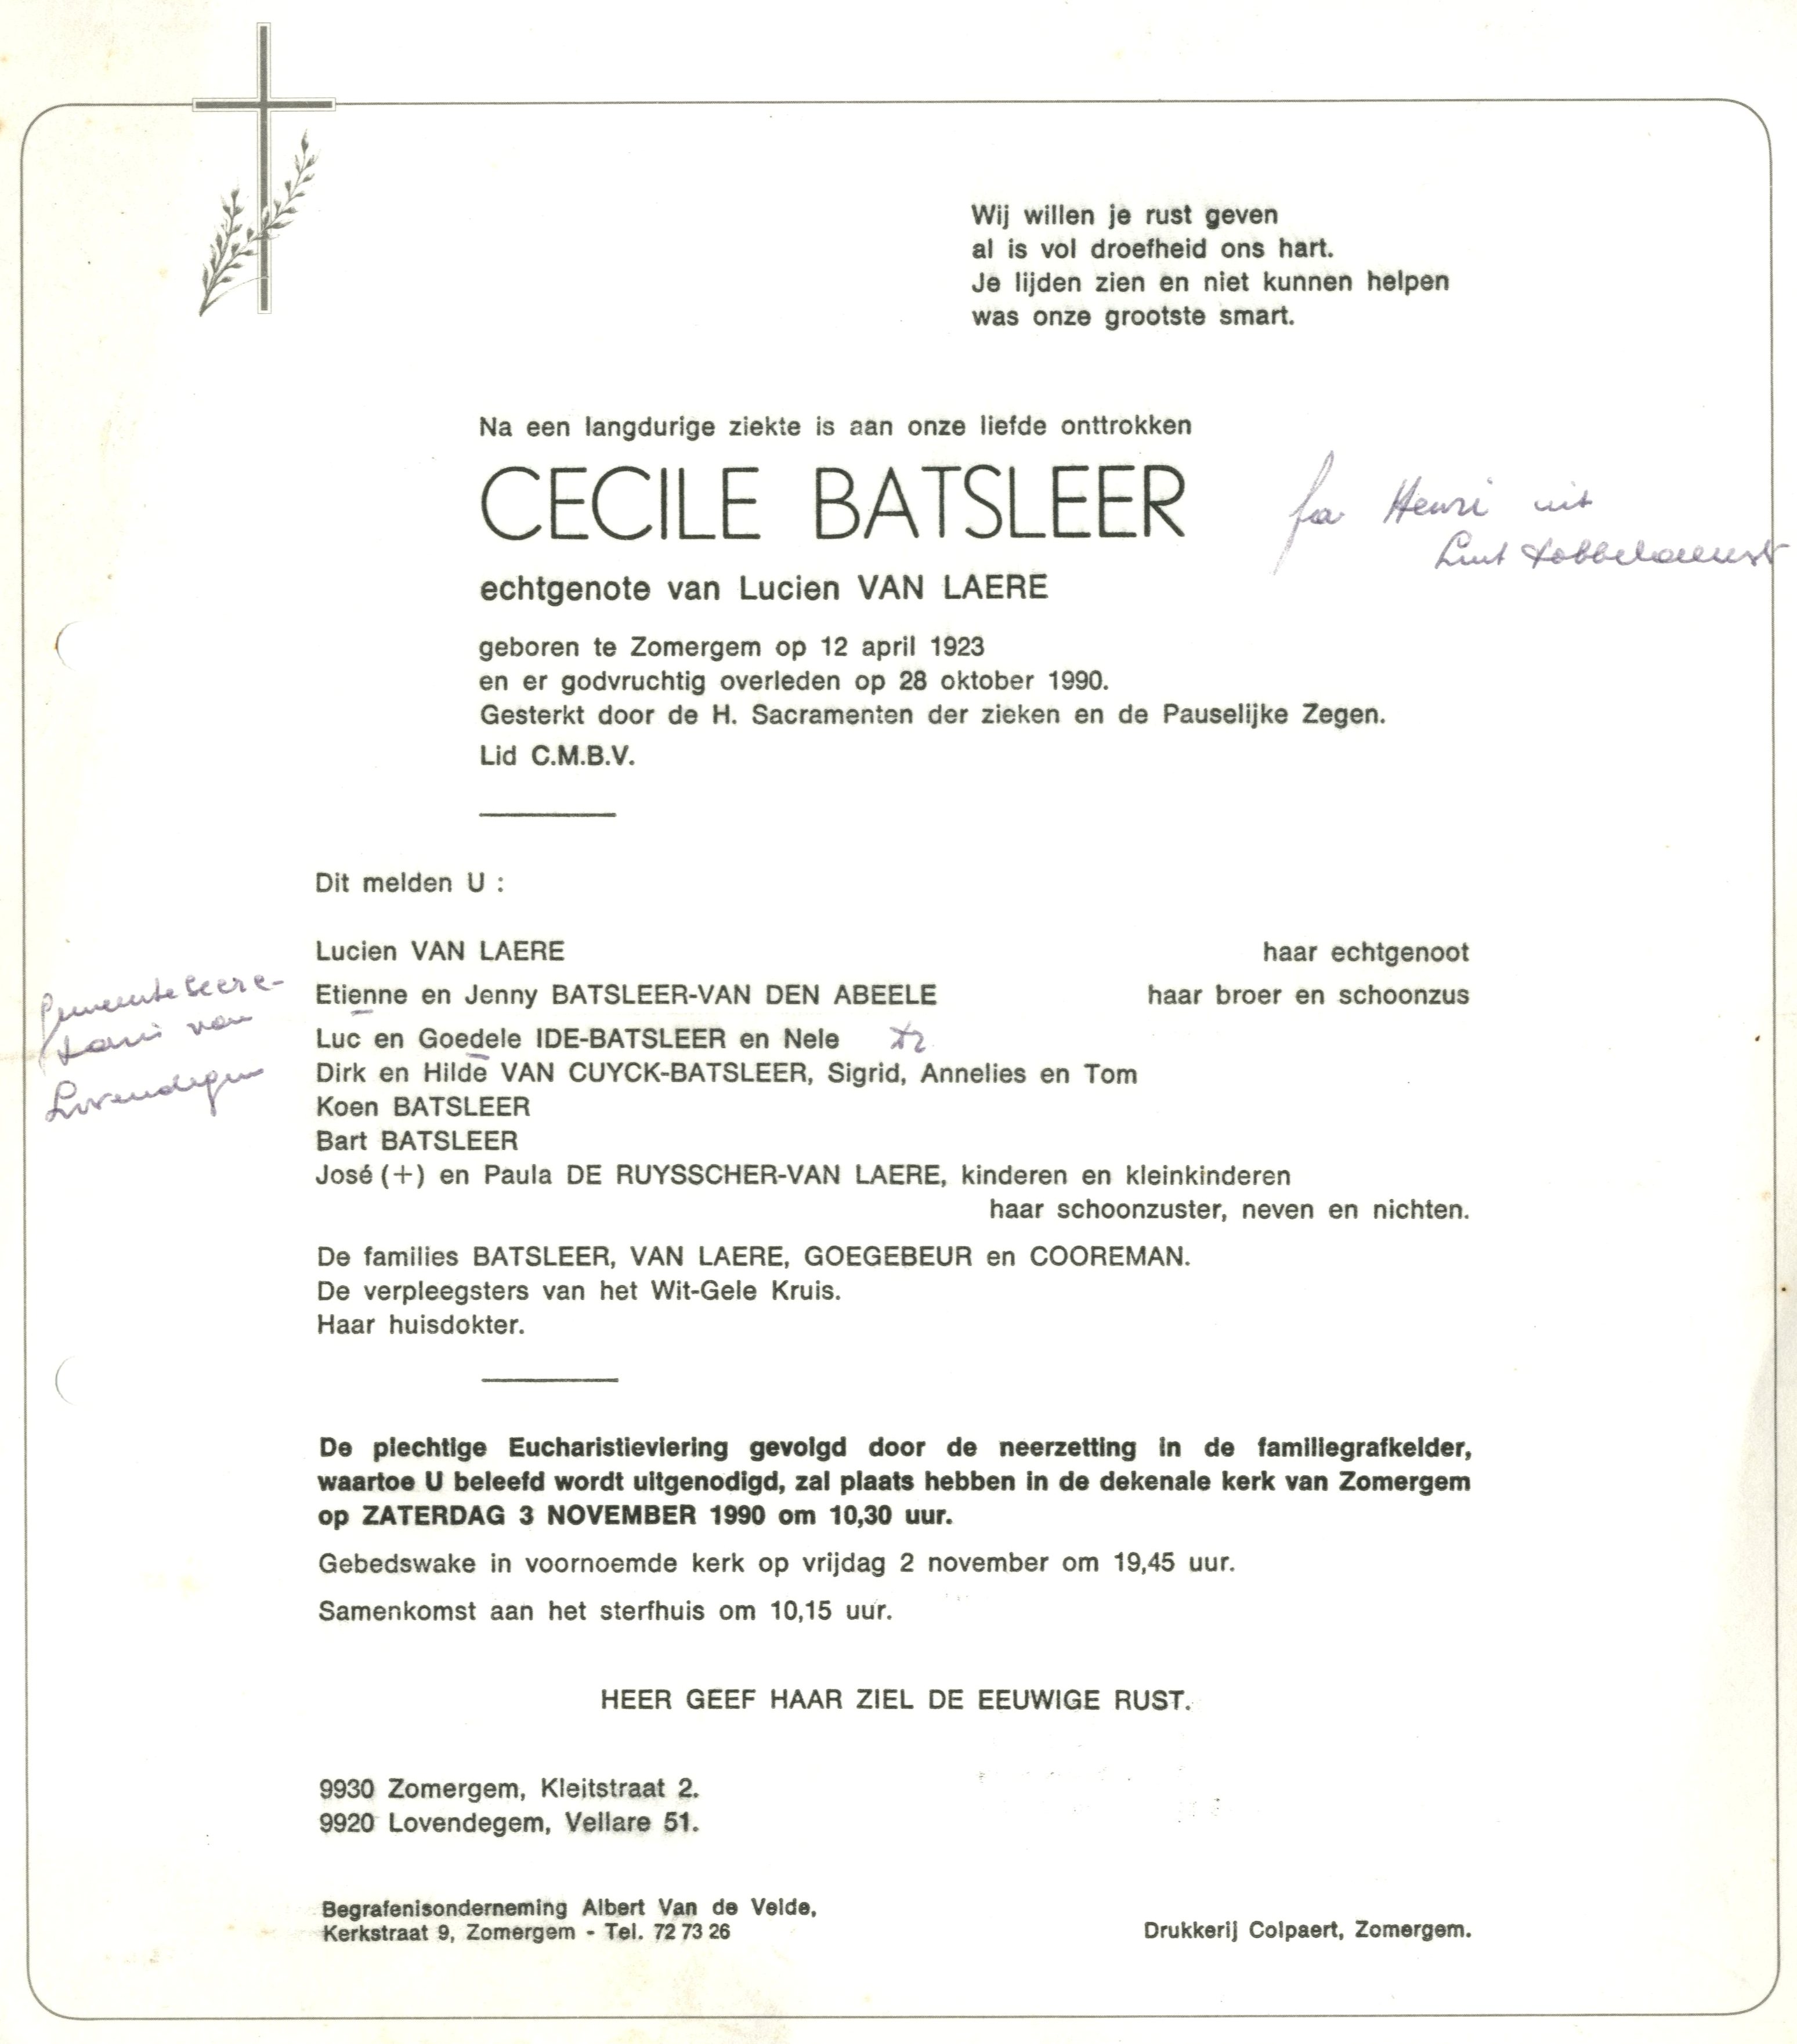 Wij willen je rust geven
al is vol droefheid ons hart.
Je lijden zien en niet kunnen helpen
was onze grootste smart.
Na een langdurige ziekte is aan onze liefde onttrokken
CECILE BATSLEER
Henri uit
echtgenote van Lucien VAN LAERE
geboren te Zomergem op 12 april 1923
en er godvruchtig overleden op 28 oktober 1990.
Gesterkt door de H. Sacramenten der zieken en de Pauselijke Zegen.
Lid C.M.B.V.
Dit melden U :
Lucien VAN LAERE haar echtgenoot
Etienne en Jenny BATSLEER-VAN DEN ABEELE haar broer en schoonzus
Luc en Goedele IDE-BATSLEER en Nele
Dirk en Hilde VAN CUYCK-BATSLEER, Sigrid, Annelies en Tom
Koen BATSLEER
Bart BATSLEER
José (+) en Paula DE RUYSSCHER-VAN LAERE, kinderen en kleinkinderen
haar schoonzuster, neven en nichten.
gemeentesecre-
taris van
Lovendegem
De families BATSLEER, VAN LAERE, GOEGEBEUR en COOREMAN.
De verpleegsters van het Wit-Gele Kruis.
Haar huisdokter.
De plechtige Eucharistieviering gevolgd door de neerzetting in de familiegrafkelder,
waartoe U beleefd wordt uitgenodigd, zal plaats hebben in de dekenale kerk van Zomergem
op ZATERDAG 3 NOVEMBER 1990 om 10,30 uur.
Gebedswake in voornoemde kerk op vrijdag 2 november om 19,45 uur.
Samenkomst aan het sterfhuis om 10,15 uur.
HEER GEEF HAAR ZIEL DE EEUWIGE RUST.
9930 Zomergem, Kleitstraat 2.
9920 Lovendegem, Vellare 51.
Begrafenisonderneming Albert Van de Velde,
Kerkstraat 9, Zomergem - Tel. 72 73 26
Drukkerij Colpaert, Zomergem.